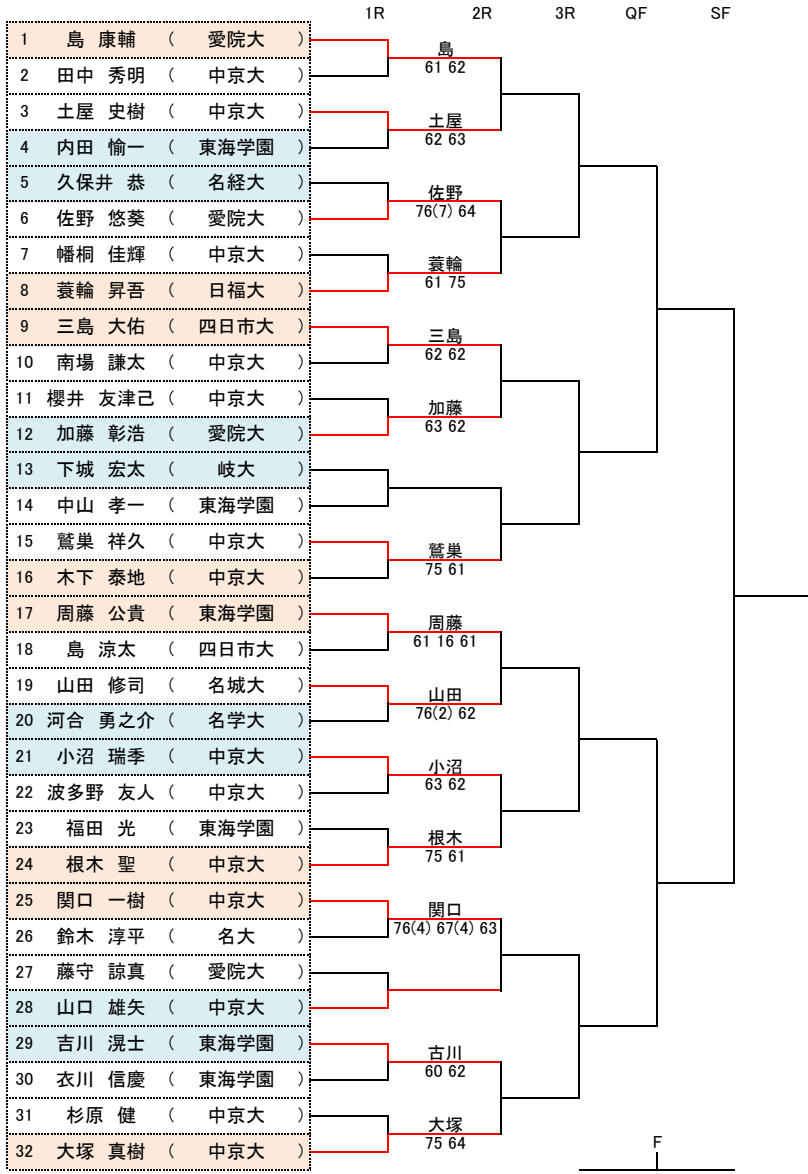 1R 2R 3R QF SF
1 島 康輔 ( 愛院大 )
島
61 62
2 田中 秀明 ( 中京大 )
3 土屋 史樹 ( 中京大 )
土屋
62 63
4 内田 愉一 ( 東海学園 )
5 久保井 恭 ( 名経大 )
佐野
76(7) 64
6 佐野 悠葵 ( 愛院大 )
7 幡桐 佳輝 ( 中京大 )
蓑輪
61 75
8 蓑輪 昇吾 ( 日福大 )
9 三島 大佑 ( 四日市大 )
三島
62 62
10 南場 謙太 ( 中京大 )
11 櫻井 友津己 ( 中京大 )
加藤
63 62
12 加藤 彰浩 ( 愛院大 )
13 下城 宏太 ( 岐大 )
14 中山 孝一 ( 東海学園 )
15 鷲巣 祥久 ( 中京大 )
鷲巣
75 61
16 木下 泰地 ( 中京大 )
17 周藤 公貴 ( 東海学園 )
周藤
61 16 61
18 島 涼太 ( 四日市大 )
19 山田 修司 ( 名城大 )
山田
76(2) 62
20 河合 勇之介 ( 名学大 )
21 小沼 瑞季 ( 中京大 )
小沼
63 62
22 波多野 友人 ( 中京大 )
23 福田 光 ( 東海学園 )
根木
75 61
24 根木 聖 ( 中京大 )
25 関口 一樹 ( 中京大 )
関口
76(4) 67(4) 63
26 鈴木 淳平 ( 名大 )
27 藤守 諒真 ( 愛院大 )
28 山口 雄矢 ( 中京大 )
29 吉川 滉士 ( 東海学園 )
古川
60 62
30 衣川 信慶 ( 東海学園 )
31 杉原 健 ( 中京大 )
大塚
75 64
32 大塚 真樹 ( 中京大 )
F